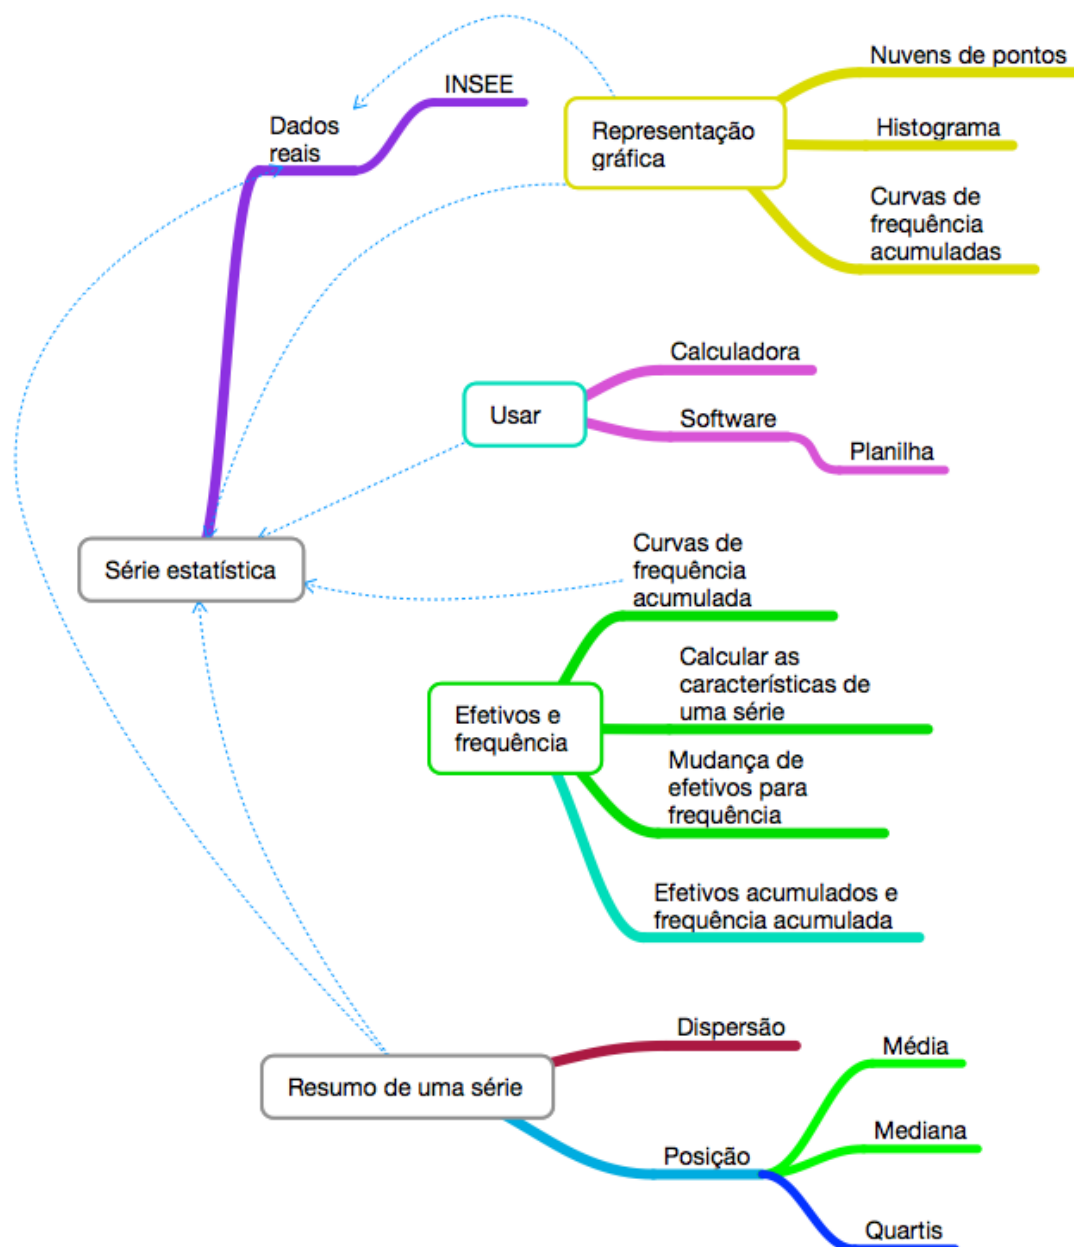 INSEE
Dados
reais
Representação
gráfica
Nuvens de pontos
Histograma
Curvas de
frequência
acumuladas
Usar
Calculadora
Software
Planilha
Série estatística
Curvas de
frequência
acumulada
Efetivos e
frequência
Calcular as
características de
uma série
Mudança de
efetivos para
frequência
Efetivos acumulados e
frequência acumulada
Resumo de uma série
Dispersão
Posição
Média
Mediana
Quartis